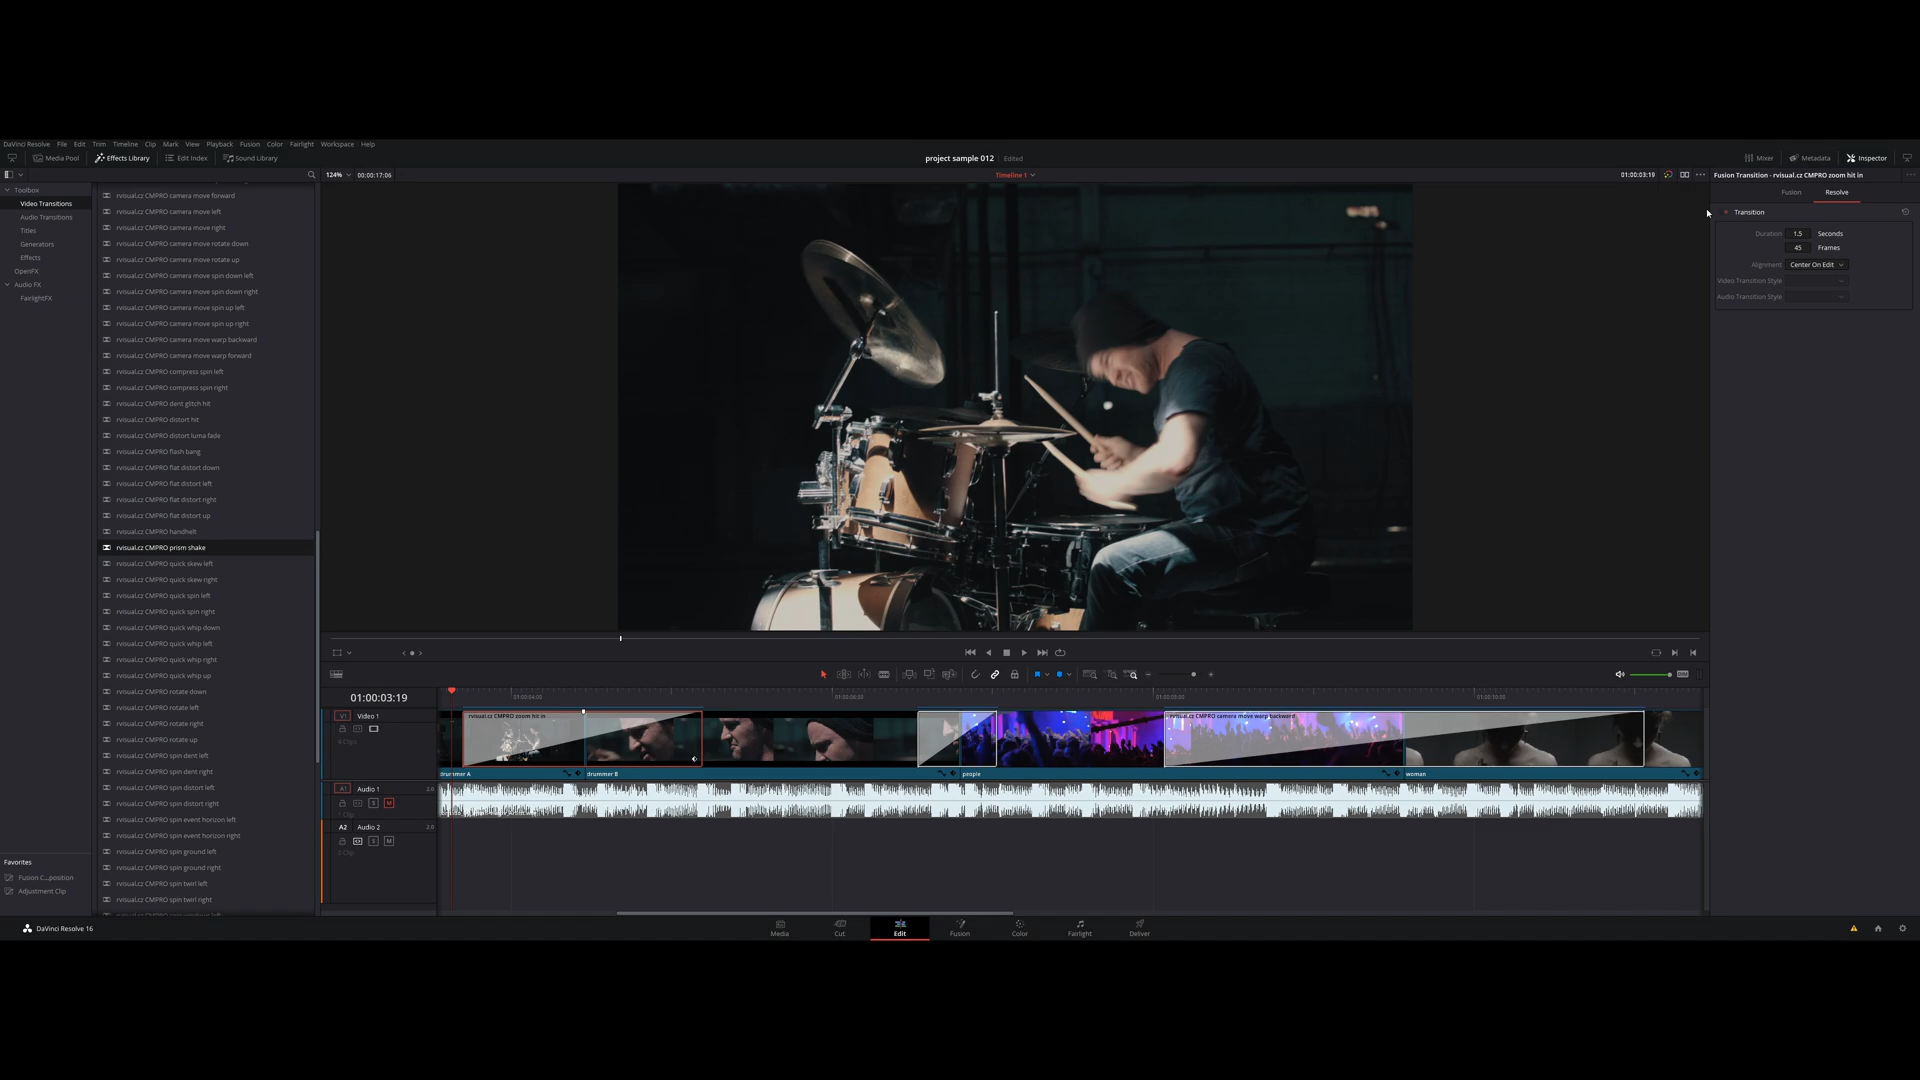 DaVinci Resolve File Edit Trim Timeline Clip Mark View Playback Fusion Color Fairlight Workspace Help
Media Pool Effects Library Edit Index Sound Library project sample 012 Edited Mixer Metadata Inspector
124% 00:00:17:06 Timeline 1 01:00:03:19 Fusion Transition - rvisual.cz CMPRO zoom hit in
Toolbox
Video Transitions
Audio Transitions
Titles
Generators
Effects
OpenFX
Audio FX
FairlightFX
Favorites
Fusion C...position
Adjustment Clip
rvisual.cz CMPRO camera move forward
rvisual.cz CMPRO camera move left
rvisual.cz CMPRO camera move right
rvisual.cz CMPRO camera move rotate down
rvisual.cz CMPRO camera move rotate up
rvisual.cz CMPRO camera move spin down left
rvisual.cz CMPRO camera move spin down right
rvisual.cz CMPRO camera move spin up left
rvisual.cz CMPRO camera move spin up right
rvisual.cz CMPRO camera move warp backward
rvisual.cz CMPRO camera move warp forward
rvisual.cz CMPRO compress spin left
rvisual.cz CMPRO compress spin right
rvisual.cz CMPRO dent glitch hit
rvisual.cz CMPRO distort hit
rvisual.cz CMPRO distort luma fade
rvisual.cz CMPRO flash bang
rvisual.cz CMPRO flat distort down
rvisual.cz CMPRO flat distort left
rvisual.cz CMPRO flat distort right
rvisual.cz CMPRO flat distort up
rvisual.cz CMPRO handhelt
rvisual.cz CMPRO prism shake
rvisual.cz CMPRO quick skew left
rvisual.cz CMPRO quick skew right
rvisual.cz CMPRO quick spin left
rvisual.cz CMPRO quick spin right
rvisual.cz CMPRO quick whip down
rvisual.cz CMPRO quick whip left
rvisual.cz CMPRO quick whip right
rvisual.cz CMPRO quick whip up
rvisual.cz CMPRO rotate down
rvisual.cz CMPRO rotate left
rvisual.cz CMPRO rotate right
rvisual.cz CMPRO rotate up
rvisual.cz CMPRO spin dent left
rvisual.cz CMPRO spin dent right
rvisual.cz CMPRO spin distort left
rvisual.cz CMPRO spin distort right
rvisual.cz CMPRO spin event horizon left
rvisual.cz CMPRO spin event horizon right
rvisual.cz CMPRO spin ground left
rvisual.cz CMPRO spin ground right
rvisual.cz CMPRO spin twirl left
rvisual.cz CMPRO spin twirl right
Fusion Resolve
Transition
Duration 1.5 Seconds
45 Frames
Alignment Center On Edit
Video Transition Style
Audio Transition Style
01:00:03:19 01:00:04:00
V1 Video 1
4 Clips
rvisual.cz CMPRO zoom hit in rvisual.cz CMPRO camera move warp backward
drummer A drummer B people woman
A1 Audio 1 2.0
S M
A2 Audio 2 2.0
S M
0 Clip
DaVinci Resolve 16 Media Cut Edit Fusion Color Fairlight Deliver